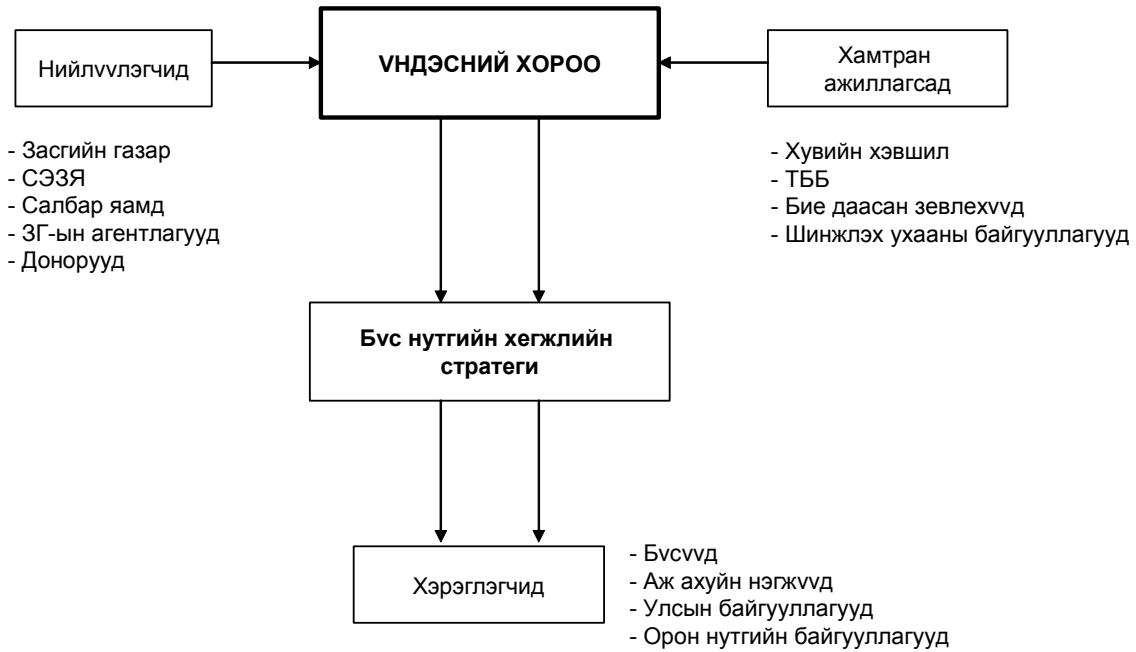 Нийлvvлэгчид
VНДЭСНИЙ ХОРОО
Хамтран
ажиллагсад
- Засгийн газар
- СЭЗЯ
- Салбар яамд
- ЗГ-ын агентлагууд
- Донорууд
- Хувийн хэвшил
- ТББ
- Бие даасан зевлехvvд
- Шинжлэх ухааны байгууллагууд
Бvс нутгийн хегжлийн
стратеги
Хэрэглэгчид
- Бvсvvд
- Аж ахуйн нэгжvvд
- Улсын байгууллагууд
- Орон нутгийн байгууллагууд